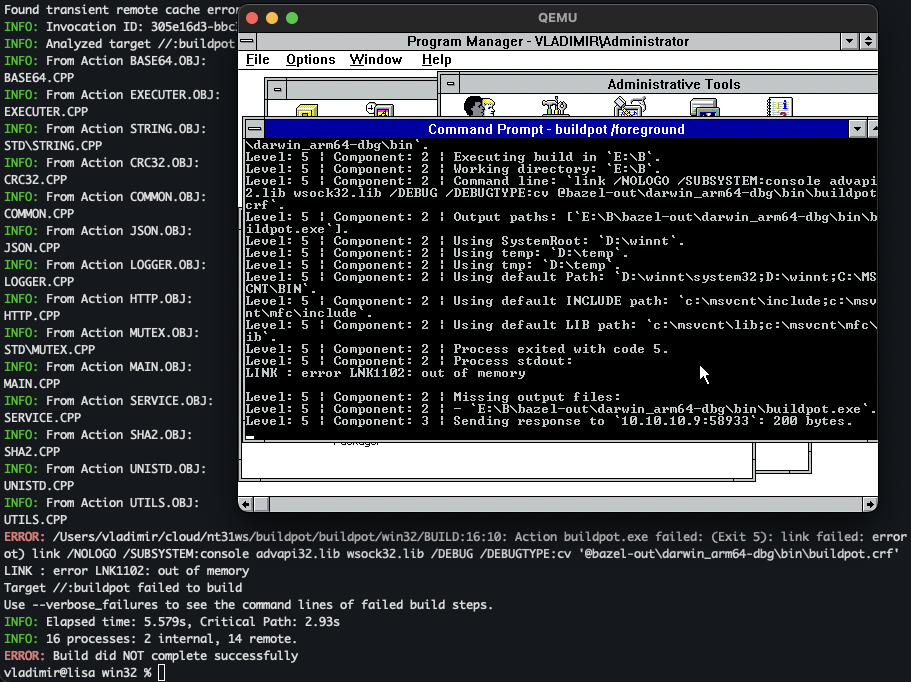 Found transient remote cache error
INFO: Invocation ID: 305e16d3-bbc
INFO: Analyzed target //:buildpot
INFO: From Action BASE64.OBJ:
BASE64.CPP
INFO: From Action EXECUTER.OBJ:
EXECUTER.CPP
INFO: From Action STRING.OBJ:
STD\STRING.CPP
INFO: From Action CRC32.OBJ:
CRC32.CPP
INFO: From Action COMMON.OBJ:
COMMON.CPP
INFO: From Action JSON.OBJ:
JSON.CPP
INFO: From Action LOGGER.OBJ:
LOGGER.CPP
INFO: From Action HTTP.OBJ:
HTTP.CPP
INFO: From Action MUTEX.OBJ:
STD\MUTEX.CPP
INFO: From Action MAIN.OBJ:
MAIN.CPP
INFO: From Action SERVICE.OBJ:
SERVICE.CPP
INFO: From Action SHA2.OBJ:
SHA2.CPP
INFO: From Action UNISTD.OBJ:
UNISTD.CPP
INFO: From Action UTILS.OBJ:
UTILS.CPP
ERROR: /Users/vladimir/cloud/nt31ws/buildpot/buildpot/win32/BUILD:16:10: Action buildpot.exe failed: (Exit 5): link failed: error
ot) link /NOLOGO /SUBSYSTEM:console advapi32.lib wsock32.lib /DEBUG /DEBUGTYPE:cv '@bazel-out\darwin_arm64-dbg\bin\buildpot.crf'
LINK : error LNK1102: out of memory
Target //:buildpot failed to build
Use --verbose_failures to see the command lines of failed build steps.
INFO: Elapsed time: 5.579s, Critical Path: 2.93s
INFO: 16 processes: 2 internal, 14 remote.
ERROR: Build did NOT complete successfully
vladimir@lisa win32 %
QEMU
Program Manager - VLADIMIR\Administrator
File Options Window Help
Administrative Tools
Command Prompt - buildpot /foreground
\darwin_arm64-dbg\bin`.
Level: 5 ¦ Component: 2 ¦ Executing build in `E:\B`.
Level: 5 ¦ Component: 2 ¦ Working directory: `E:\B`.
Level: 5 ¦ Component: 2 ¦ Command line: `link /NOLOGO /SUBSYSTEM:console advapi
2.lib wsock32.lib /DEBUG /DEBUGTYPE:cv @bazel-out\darwin_arm64-dbg\bin\buildpot
crf`.
Level: 5 ¦ Component: 2 ¦ Output paths: [`E:\B\bazel-out\darwin_arm64-dbg\bin\b
ildpot.exe`].
Level: 5 ¦ Component: 2 ¦ Using SystemRoot: `D:\winnt`.
Level: 5 ¦ Component: 2 ¦ Using temp: `D:\temp`.
Level: 5 ¦ Component: 2 ¦ Using tmp: `D:\temp`.
Level: 5 ¦ Component: 2 ¦ Using default Path: `D:\winnt\system32;D:\winnt;C:\MS
CNT\BIN`.
Level: 5 ¦ Component: 2 ¦ Using default INCLUDE path: `c:\msvcnt\include;c:\msv
nt\mfc\include`.
Level: 5 ¦ Component: 2 ¦ Using default LIB path: `c:\msvcnt\lib;c:\msvcnt\mfc\
ib`.
Level: 5 ¦ Component: 2 ¦ Process exited with code 5.
Level: 5 ¦ Component: 2 ¦ Process stdout:
LINK : error LNK1102: out of memory
Level: 5 ¦ Component: 2 ¦ Missing output files:
Level: 5 ¦ Component: 2 ¦ - `E:\B\bazel-out\darwin_arm64-dbg\bin\buildpot.exe`.
Level: 5 ¦ Component: 3 ¦ Sending response to `10.10.10.9:58933`: 200 bytes.